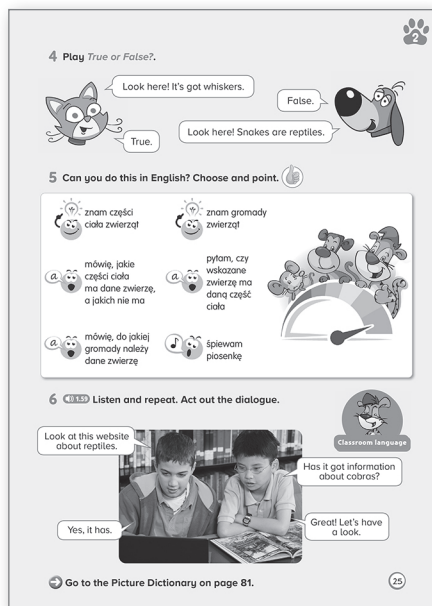 2
4 Play True or False?.
Look here! It's got whiskers.
False.
Look here! Snakes are reptiles.
True.
5 Can you do this in English? Choose and point.
znam części
ciała zwierząt
znam gromady
zwierząt
a
mówię, jakie
części ciała
ma dane zwierzę,
a jakich nie ma
a
pytam, czy
wskazane
zwierzę ma
daną część
ciała
a
mówię, do jakiej
gromady należy
dane zwierzę
śpiewam
piosenkę
6 1.59 Listen and repeat. Act out the dialogue.
Classroom language
Look at this website
about reptiles.
Has it got information
about cobras?
Yes, it has.
Great! Let's have
a look.
Go to the Picture Dictionary on page 81.
25